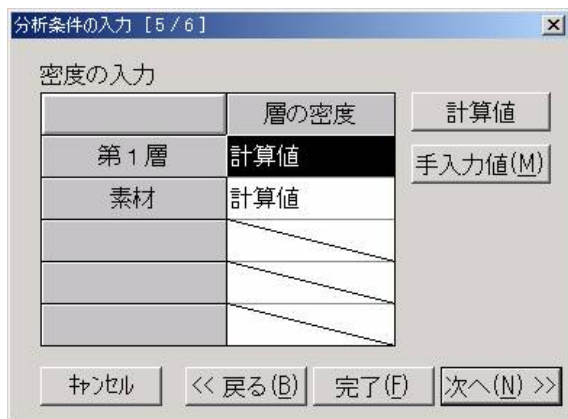 分析条件の入力 [5/6]
密度の入力
層の密度
計算値
第1層
計算値
手入力値(M)
素材
計算値
ｷｬﾝｾﾙ
<< 戻る(B)
完了(F)
次へ(N) >>